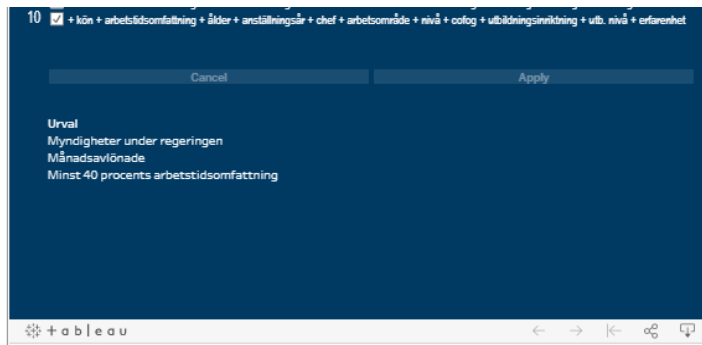 10 + kön + arbetstidsomfattning + ålder + anställningsår + chef + arbetsområde + nivå + cofog + utbildningsinriktning + utb. nivå + erfarenhet
Cancel Apply
Urval
Myndigheter under regeringen
Månadsavlönade
Minst 40 procents arbetstidsomfattning
+ a b l e a u